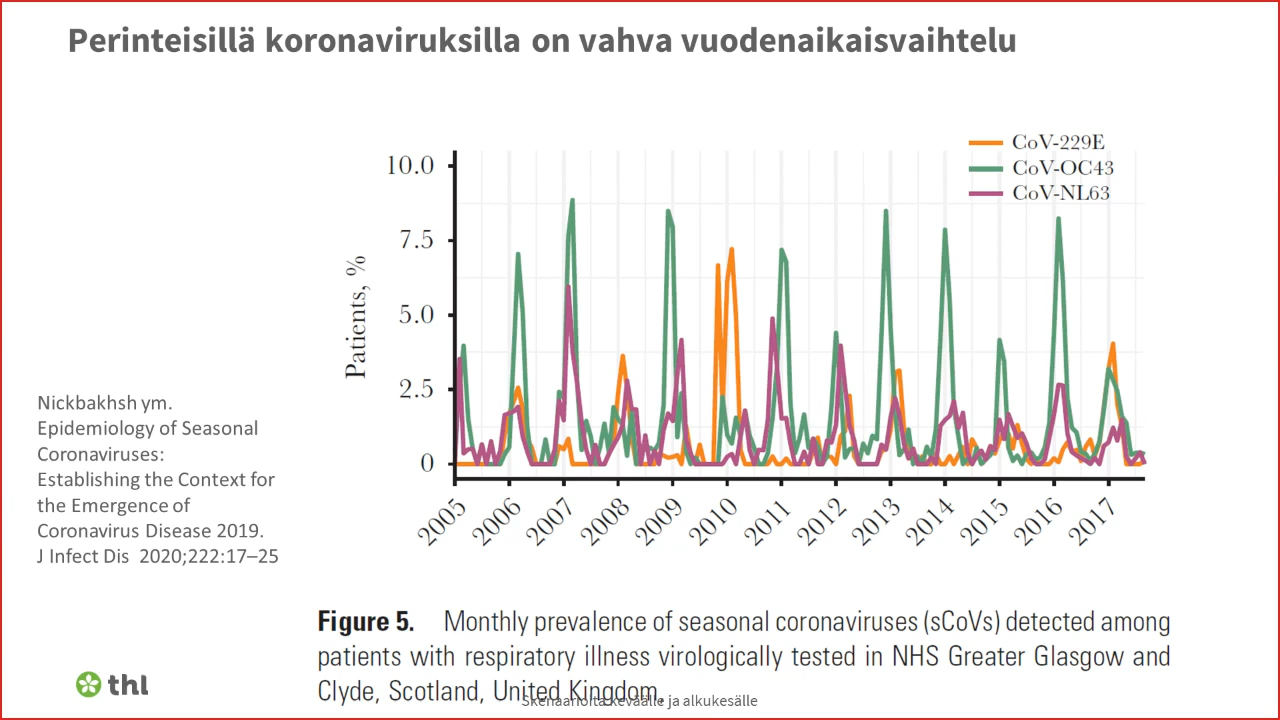 Perinteisillä koronaviruksilla on vahva vuodenaikaisvaihtelu
CoV-229E
CoV-OC43
CoV-NL63
10.0
7.5
5.0
2.5
0
Patients, %
2005
2006
2007
2008
2009
2010
2011
2012
2013
2014
2015
2016
2017
Nickbakhsh ym.
Epidemiology of Seasonal
Coronaviruses:
Establishing the Context for
the Emergence of
Coronavirus Disease 2019.
J Infect Dis 2020;222:17–25
Figure 5. Monthly prevalence of seasonal coronaviruses (sCoVs) detected among
patients with respiratory illness virologically tested in NHS Greater Glasgow and
Clyde, Scotland, United Kingdom.
Skenaarioita keväälle ja alkukesälle
thl